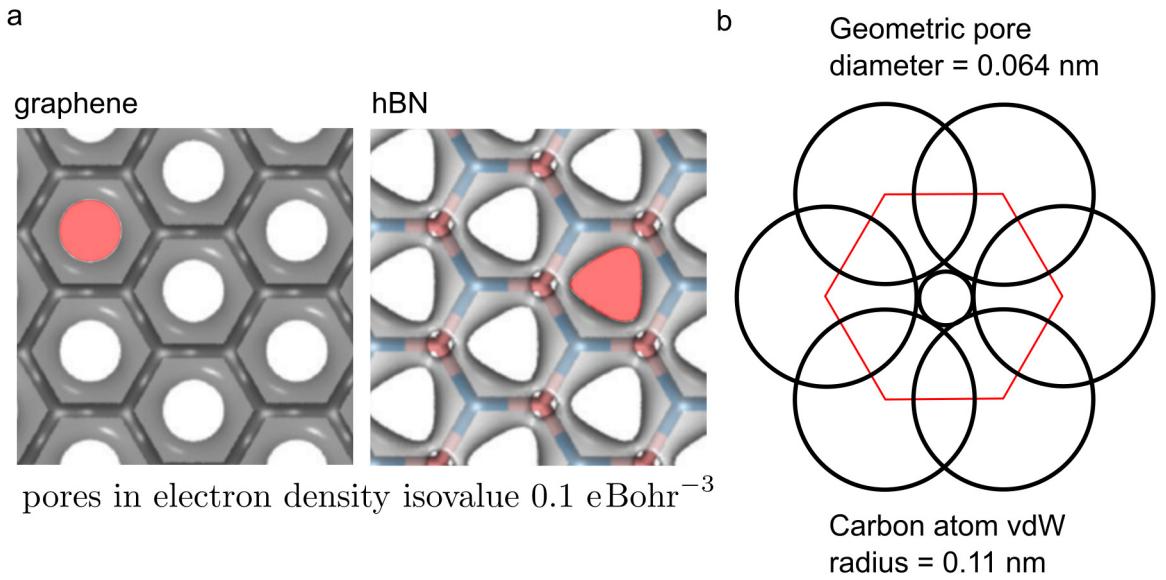 a
graphene
hBN
pores in electron density isovalue 0.1 eBohr⁻³
b
Geometric pore
diameter = 0.064 nm
Carbon atom vdW
radius = 0.11 nm